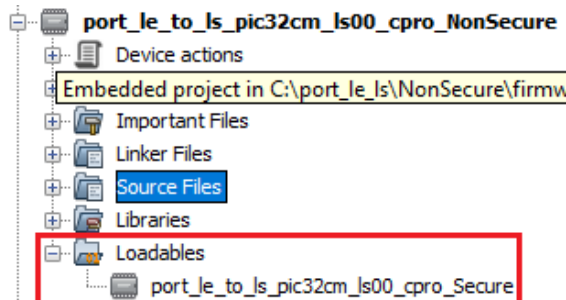 port_le_to_ls_pic32cm_ls00_cpro_NonSecure
Device actions
Embedded project in C:\port_le_ls\NonSecure\firmw
Important Files
Linker Files
Source Files
Libraries
Loadables
port_le_to_ls_pic32cm_ls00_cpro_Secure